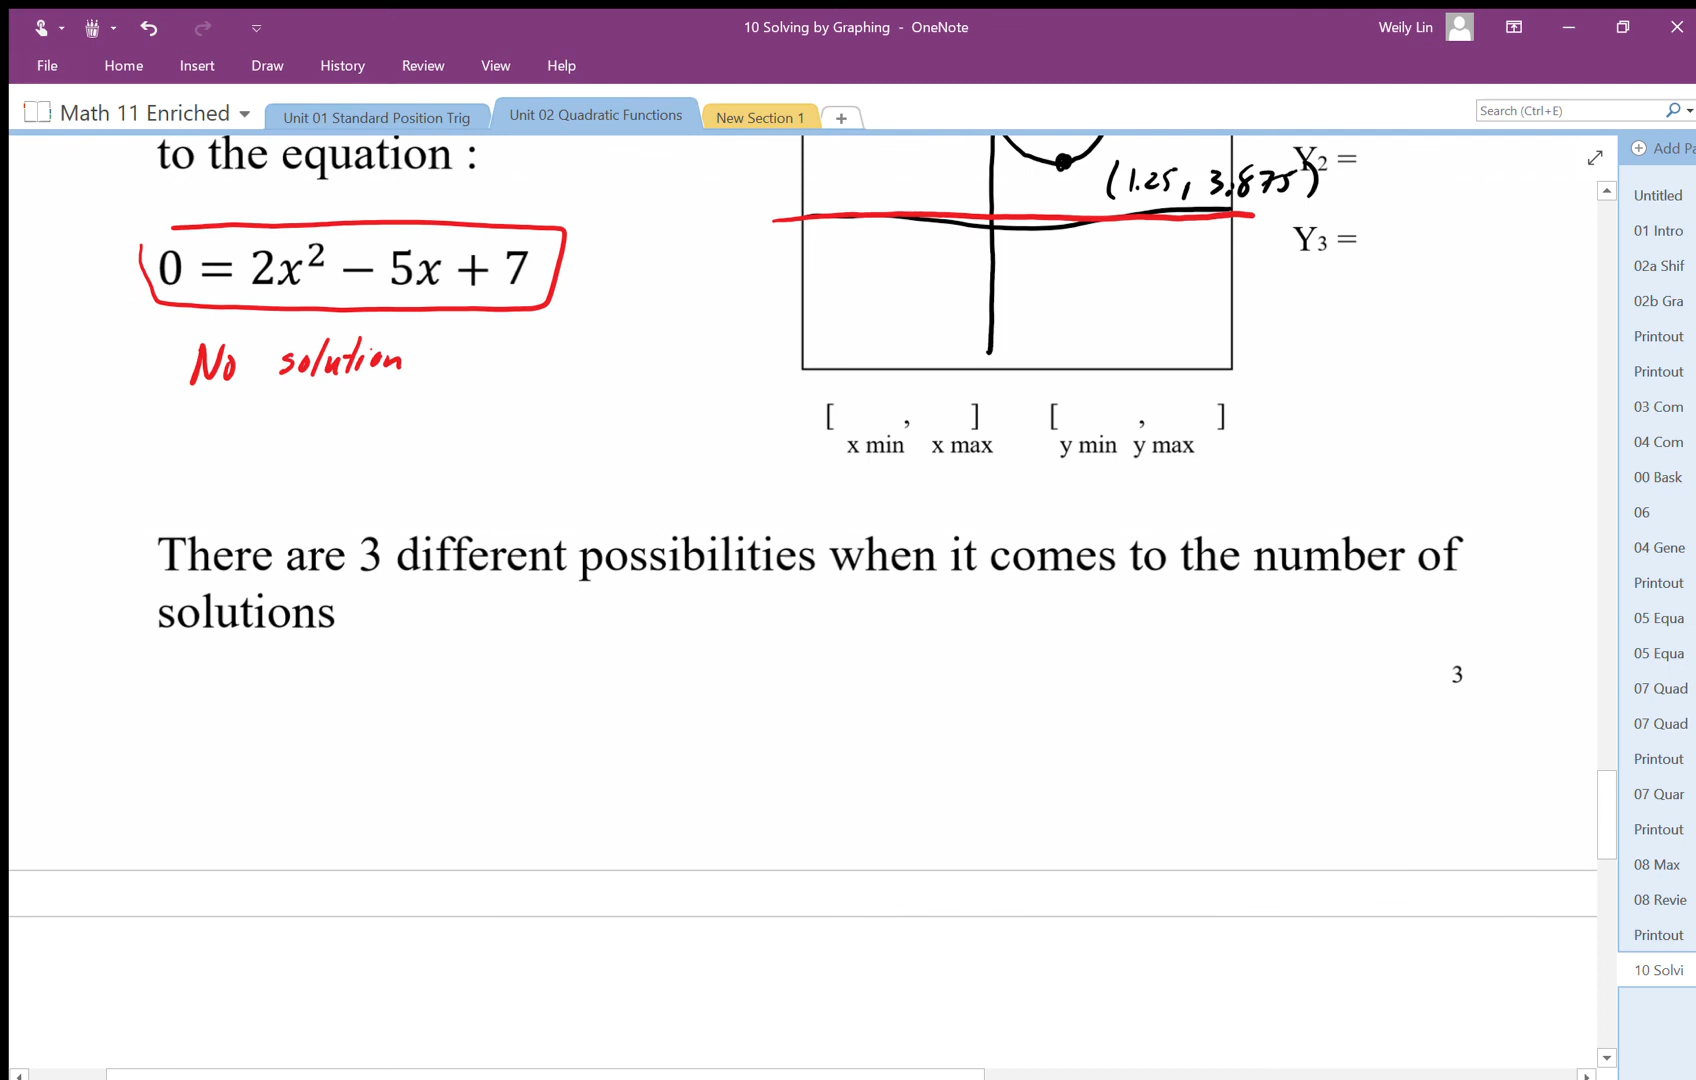 10 Solving by Graphing - OneNote
Weily Lin
File Home Insert Draw History Review View Help
Math 11 Enriched
Unit 01 Standard Position Trig
Unit 02 Quadratic Functions
New Section 1
Search (Ctrl+E)
to the equation :
0 = 2x² − 5x + 7
No solution
(1.25, 3.875)
Y₂ =
Y₃ =
[ , ] [ , ]
x min x max y min y max
There are 3 different possibilities when it comes to the number of
solutions
3
Add Pa
Untitled
01 Intro
02a Shif
02b Gra
Printout
Printout
03 Com
04 Com
00 Bask
06
04 Gene
Printout
05 Equa
05 Equa
07 Quad
07 Quad
Printout
07 Quar
Printout
08 Max
08 Revie
Printout
10 Solvi